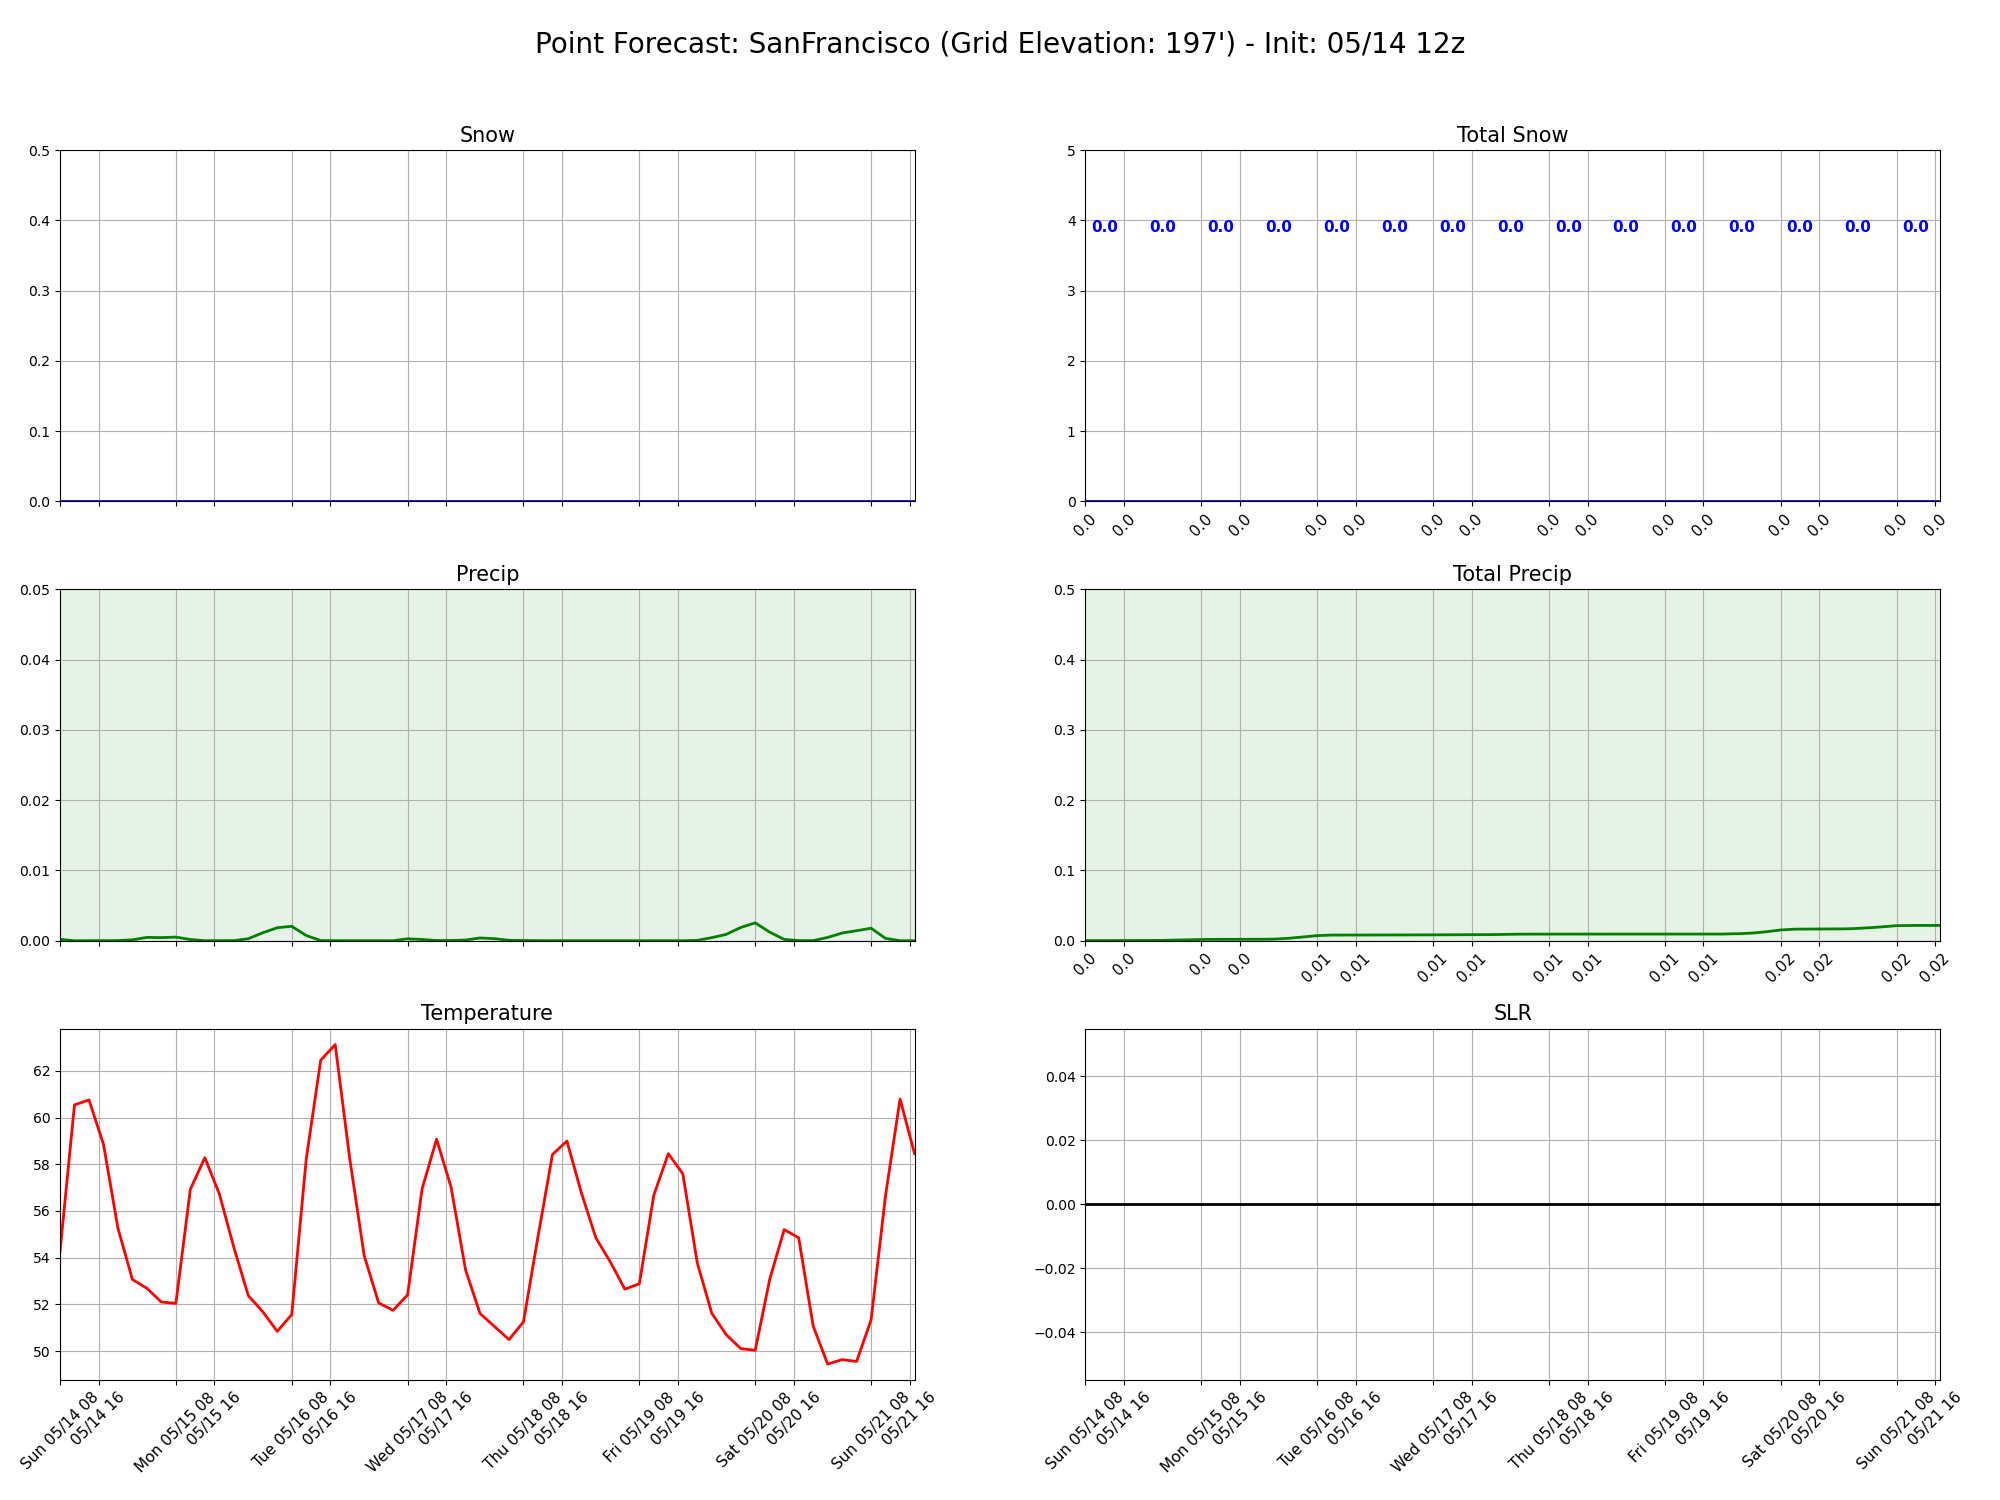 Point Forecast: SanFrancisco (Grid Elevation: 197') - Init: 05/14 12z
Snow
0.5
0.4
0.3
0.2
0.1
0.0
Total Snow
5
4
3
2
1
0
0.0 0.0 0.0 0.0 0.0 0.0 0.0 0.0 0.0 0.0 0.0 0.0 0.0 0.0 0.0
0.0 0.0 0.0 0.0 0.0 0.0 0.0 0.0 0.0 0.0 0.0 0.0 0.0 0.0 0.0 0.0
Precip
0.05
0.04
0.03
0.02
0.01
0.00
Total Precip
0.5
0.4
0.3
0.2
0.1
0.0
0.0 0.0 0.0 0.0 0.01 0.01 0.01 0.01 0.01 0.01 0.01 0.01 0.02 0.02 0.02 0.02
Temperature
62
60
58
56
54
52
50
Sun 05/14 08
05/14 16
Mon 05/15 08
05/15 16
Tue 05/16 08
05/16 16
Wed 05/17 08
05/17 16
Thu 05/18 08
05/18 16
Fri 05/19 08
05/19 16
Sat 05/20 08
05/20 16
Sun 05/21 08
05/21 16
SLR
0.04
0.02
0.00
−0.02
−0.04
Sun 05/14 08
05/14 16
Mon 05/15 08
05/15 16
Tue 05/16 08
05/16 16
Wed 05/17 08
05/17 16
Thu 05/18 08
05/18 16
Fri 05/19 08
05/19 16
Sat 05/20 08
05/20 16
Sun 05/21 08
05/21 16